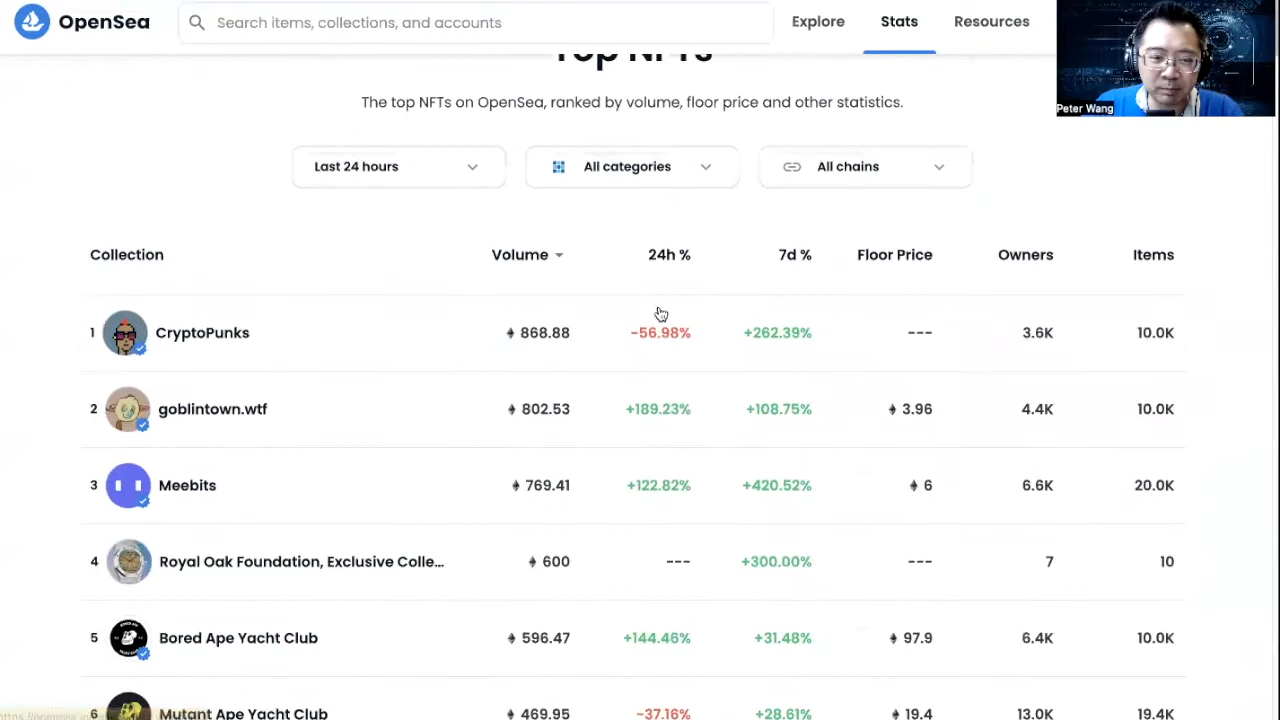 OpenSea
Search items, collections, and accounts
Explore
Stats
Resources
Peter Wang
Top NFTs
The top NFTs on OpenSea, ranked by volume, floor price and other statistics.
Last 24 hours
All categories
All chains
Collection Volume 24h % 7d % Floor Price Owners Items
1 CryptoPunks 868.88 -56.98% +262.39% --- 3.6K 10.0K
2 goblintown.wtf 802.53 +189.23% +108.75% 3.96 4.4K 10.0K
3 Meebits 769.41 +122.82% +420.52% 6 6.6K 20.0K
4 Royal Oak Foundation, Exclusive Colle... 600 --- +300.00% --- 7 10
5 Bored Ape Yacht Club 596.47 +144.46% +31.48% 97.9 6.4K 10.0K
6 Mutant Ape Yacht Club 469.95 -37.16% +28.61% 19.4 13.0K 19.4K